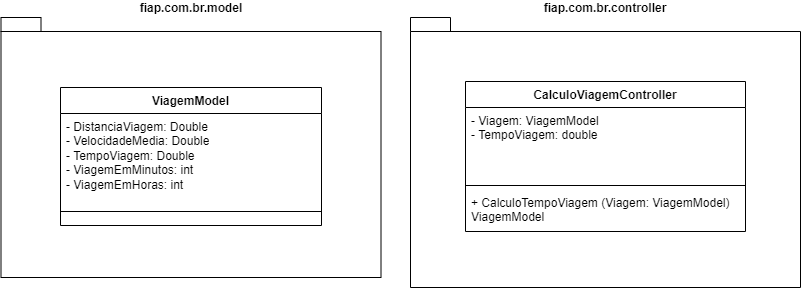 fiap.com.br.model
ViagemModel
- DistanciaViagem: Double
- VelocidadeMedia: Double
- TempoViagem: Double
- ViagemEmMinutos: int
- ViagemEmHoras: int
fiap.com.br.controller
CalculoViagemController
- Viagem: ViagemModel
- TempoViagem: double
+ CalculoTempoViagem (Viagem: ViagemModel)
ViagemModel